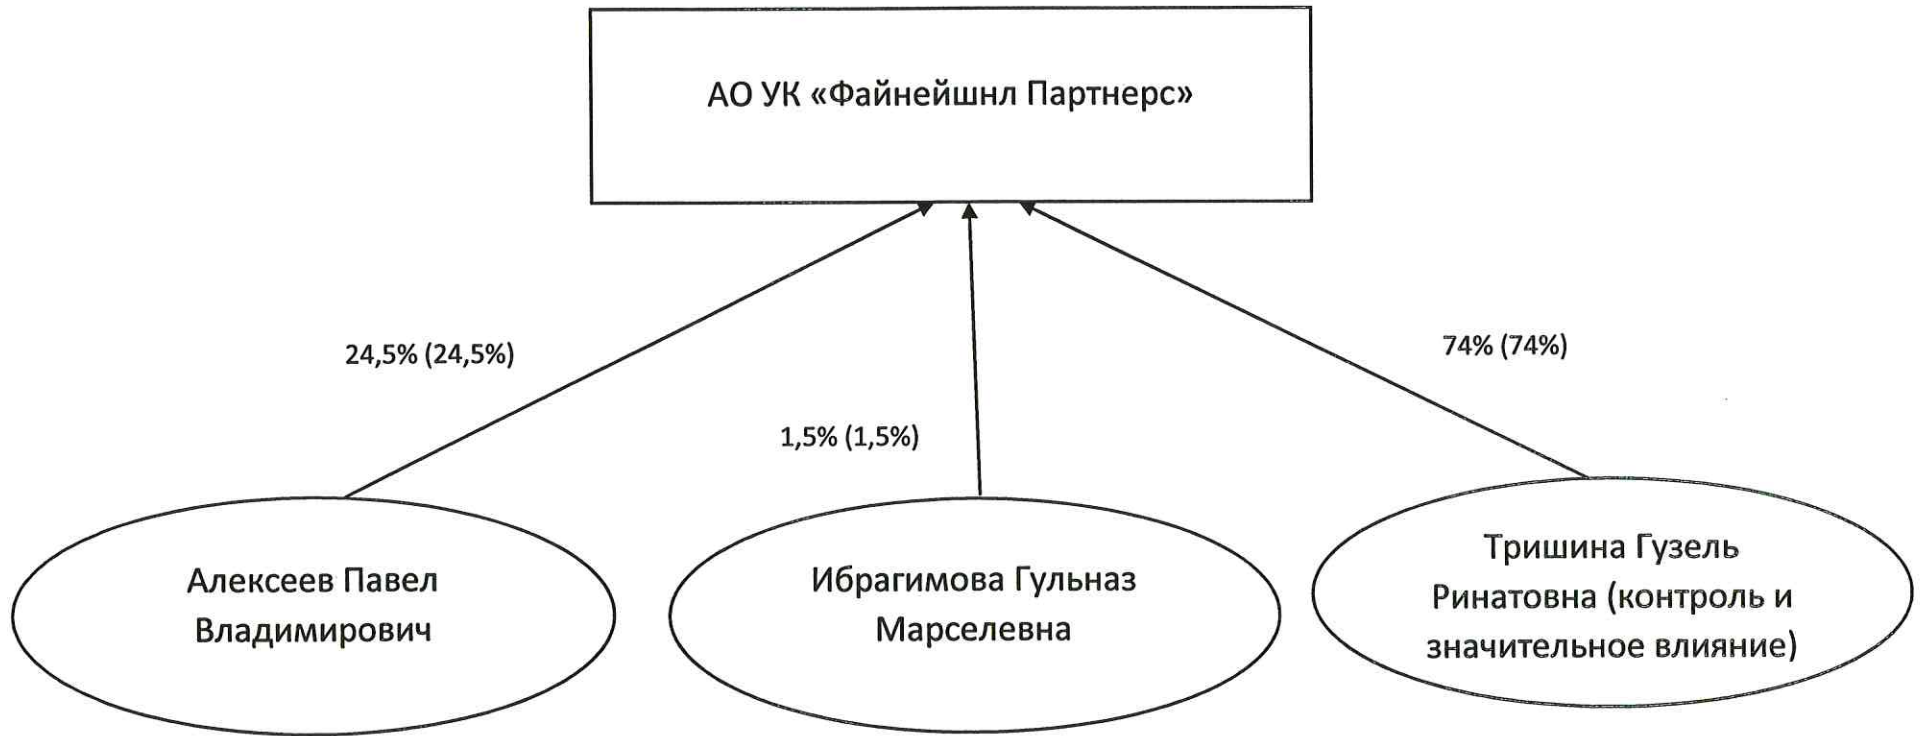 АО УК «Файнейшнл Партнерс»
24,5% (24,5%)
74% (74%)
1,5% (1,5%)
Алексеев Павел
Владимирович
Ибрагимова Гульназ
Марселевна
Тришина Гузель
Ринатовна (контроль и
значительное влияние)